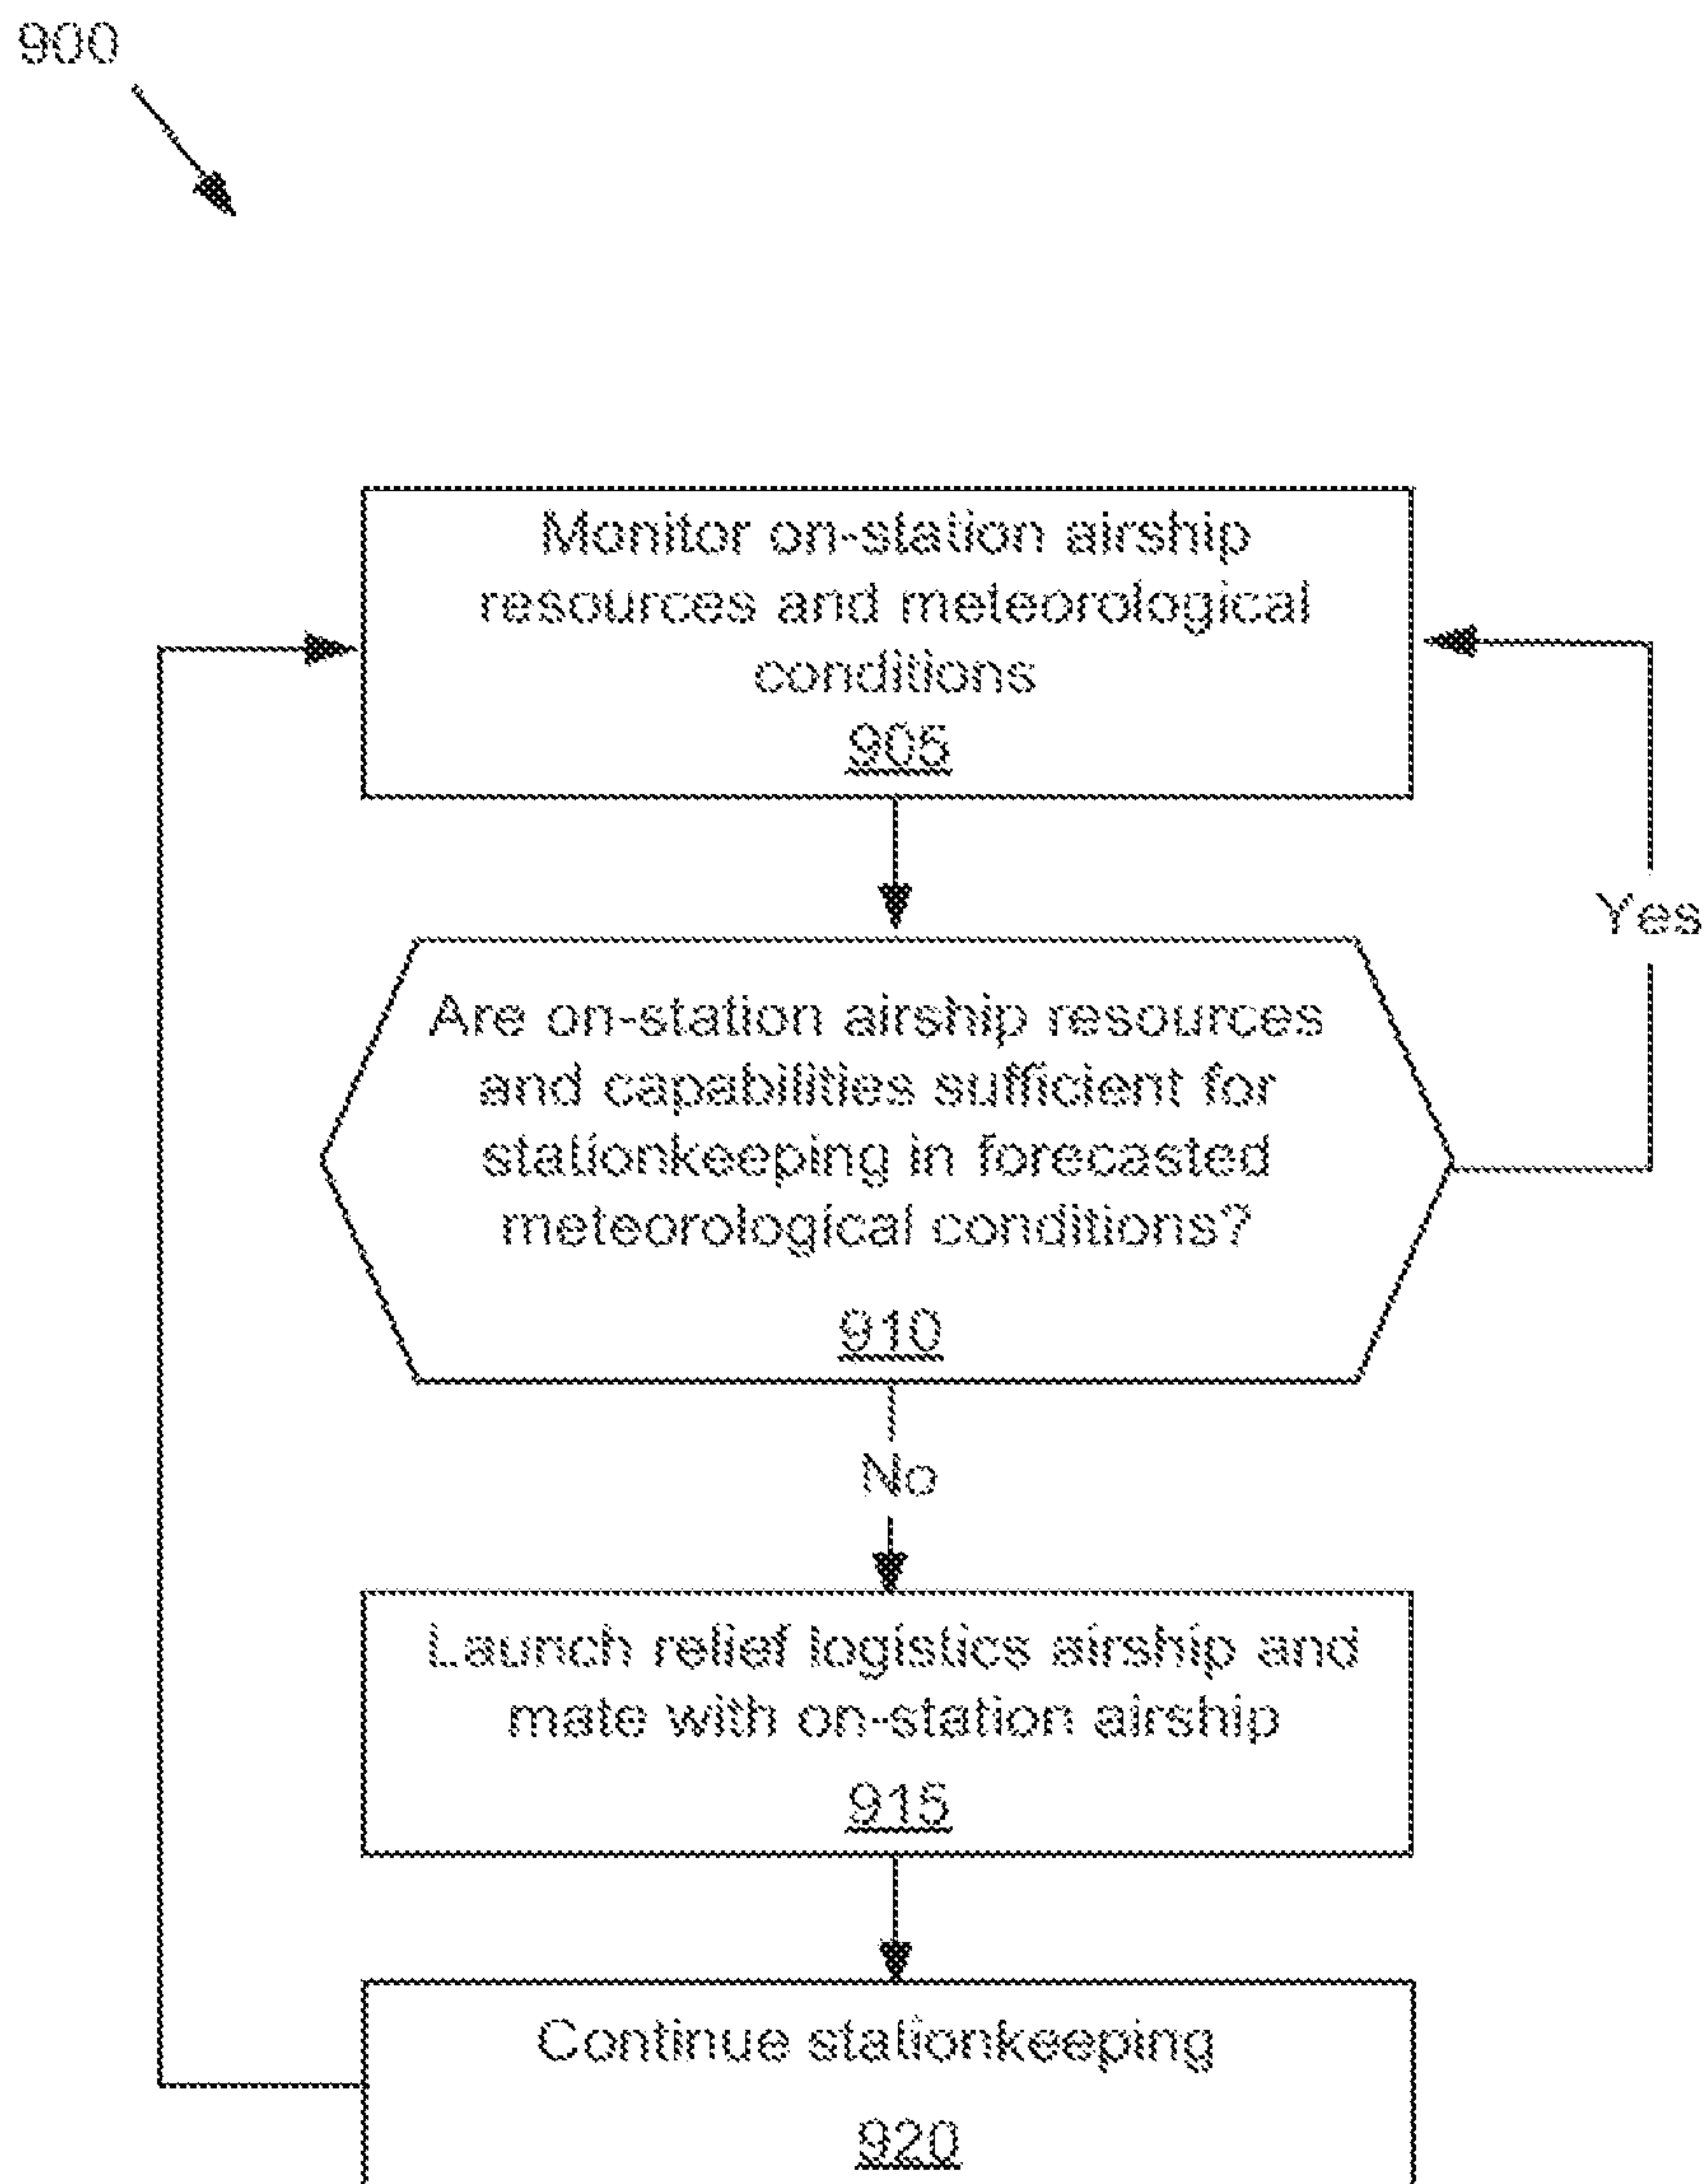 900
Monitor on-station airship
resources and meteorological
conditions
905
Yes
Are on-station airship resources
and capabilities sufficient for
stationkeeping in forecasted
meteorological conditions?
910
No
Launch relief logistics airship and
mate with on-station airship
915
Continue stationkeeping
920